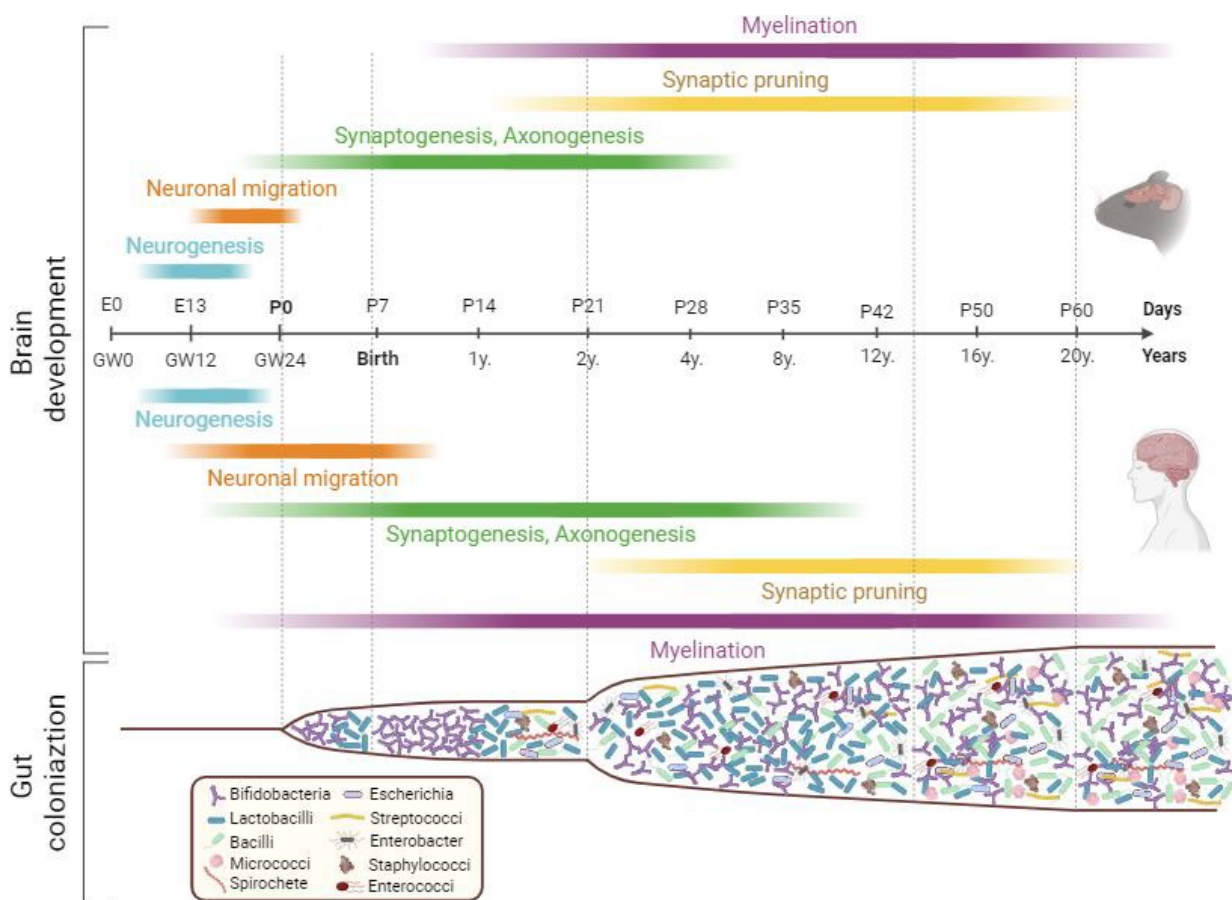 Myelination
Synaptic pruning
Synaptogenesis, Axonogenesis
Neuronal migration
Neurogenesis
E0 E13 P0 P7 P14 P21 P28 P35 P42 P50 P60 Days
GW0 GW12 GW24 Birth 1y. 2y. 4y. 8y. 12y. 16y. 20y. Years
Neurogenesis
Neuronal migration
Synaptogenesis, Axonogenesis
Synaptic pruning
Myelination
Brain
development
Gut
coloniaztion
Bifidobacteria Escherichia
Lactobacilli Streptococci
Bacilli Enterobacter
Micrococci Staphylococci
Spirochete Enterococci